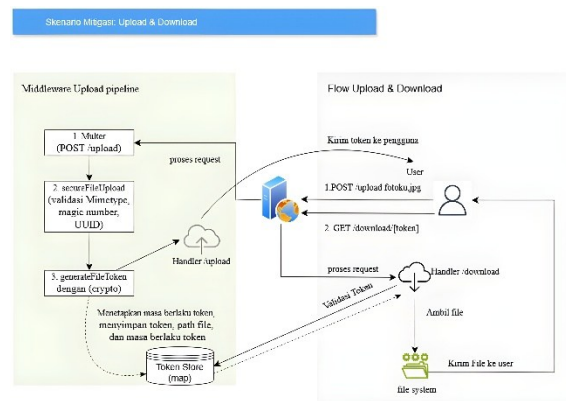 Skenario Mitigasi: Upload & Download
Middleware Upload pipeline
1. Multer
(POST /upload)
2. secureFileUpload
(validasi Mimetype,
magic number,
UUID)
3. generateFileToken
dengan (crypto)
Handler /upload
Menetapkan masa berlaku token,
menyimpan token, path file,
dan masa berlaku token
Token Store
(map)
proses request
Flow Upload & Download
Kirim token ke pengguna
User
1.POST /upload fotoku.jpg
2. GET /download/[token]
proses request
Handler /download
Validasi Token
Ambil file
Kirim File ke user
file system